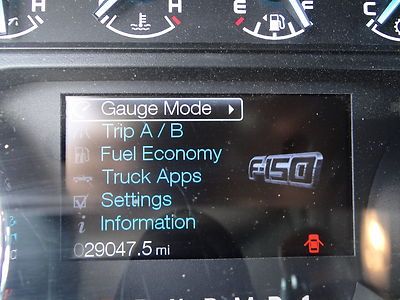 H
H
E
F
C
Gauge Mode
Trip A / B
Fuel Economy
Truck Apps
Settings
i Information
F-150
029047.5 mi